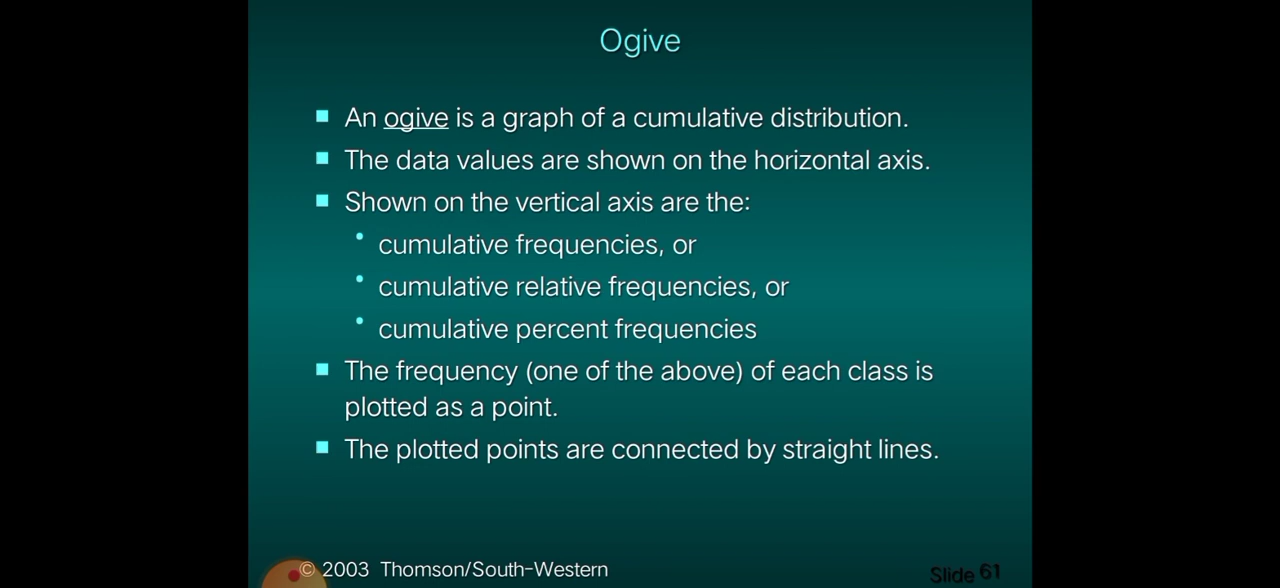 Ogive
An ogive is a graph of a cumulative distribution.
The data values are shown on the horizontal axis.
Shown on the vertical axis are the:
cumulative frequencies, or
cumulative relative frequencies, or
cumulative percent frequencies
The frequency (one of the above) of each class is
plotted as a point.
The plotted points are connected by straight lines.
© 2003 Thomson/South-Western
Slide 61